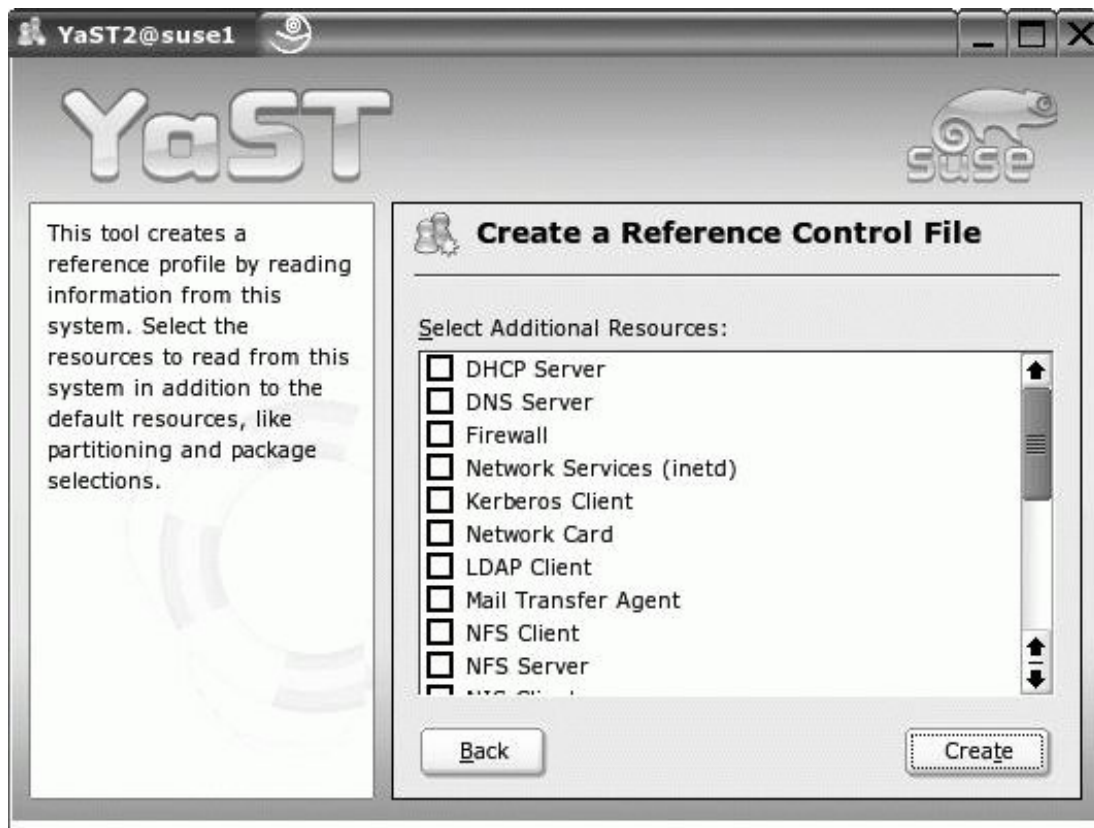 YaST2@suse1
YaST
suse
This tool creates a
reference profile by reading
information from this
system. Select the
resources to read from this
system in addition to the
default resources, like
partitioning and package
selections.
Create a Reference Control File
Select Additional Resources:
DHCP Server
DNS Server
Firewall
Network Services (inetd)
Kerberos Client
Network Card
LDAP Client
Mail Transfer Agent
NFS Client
NFS Server
Back
Create